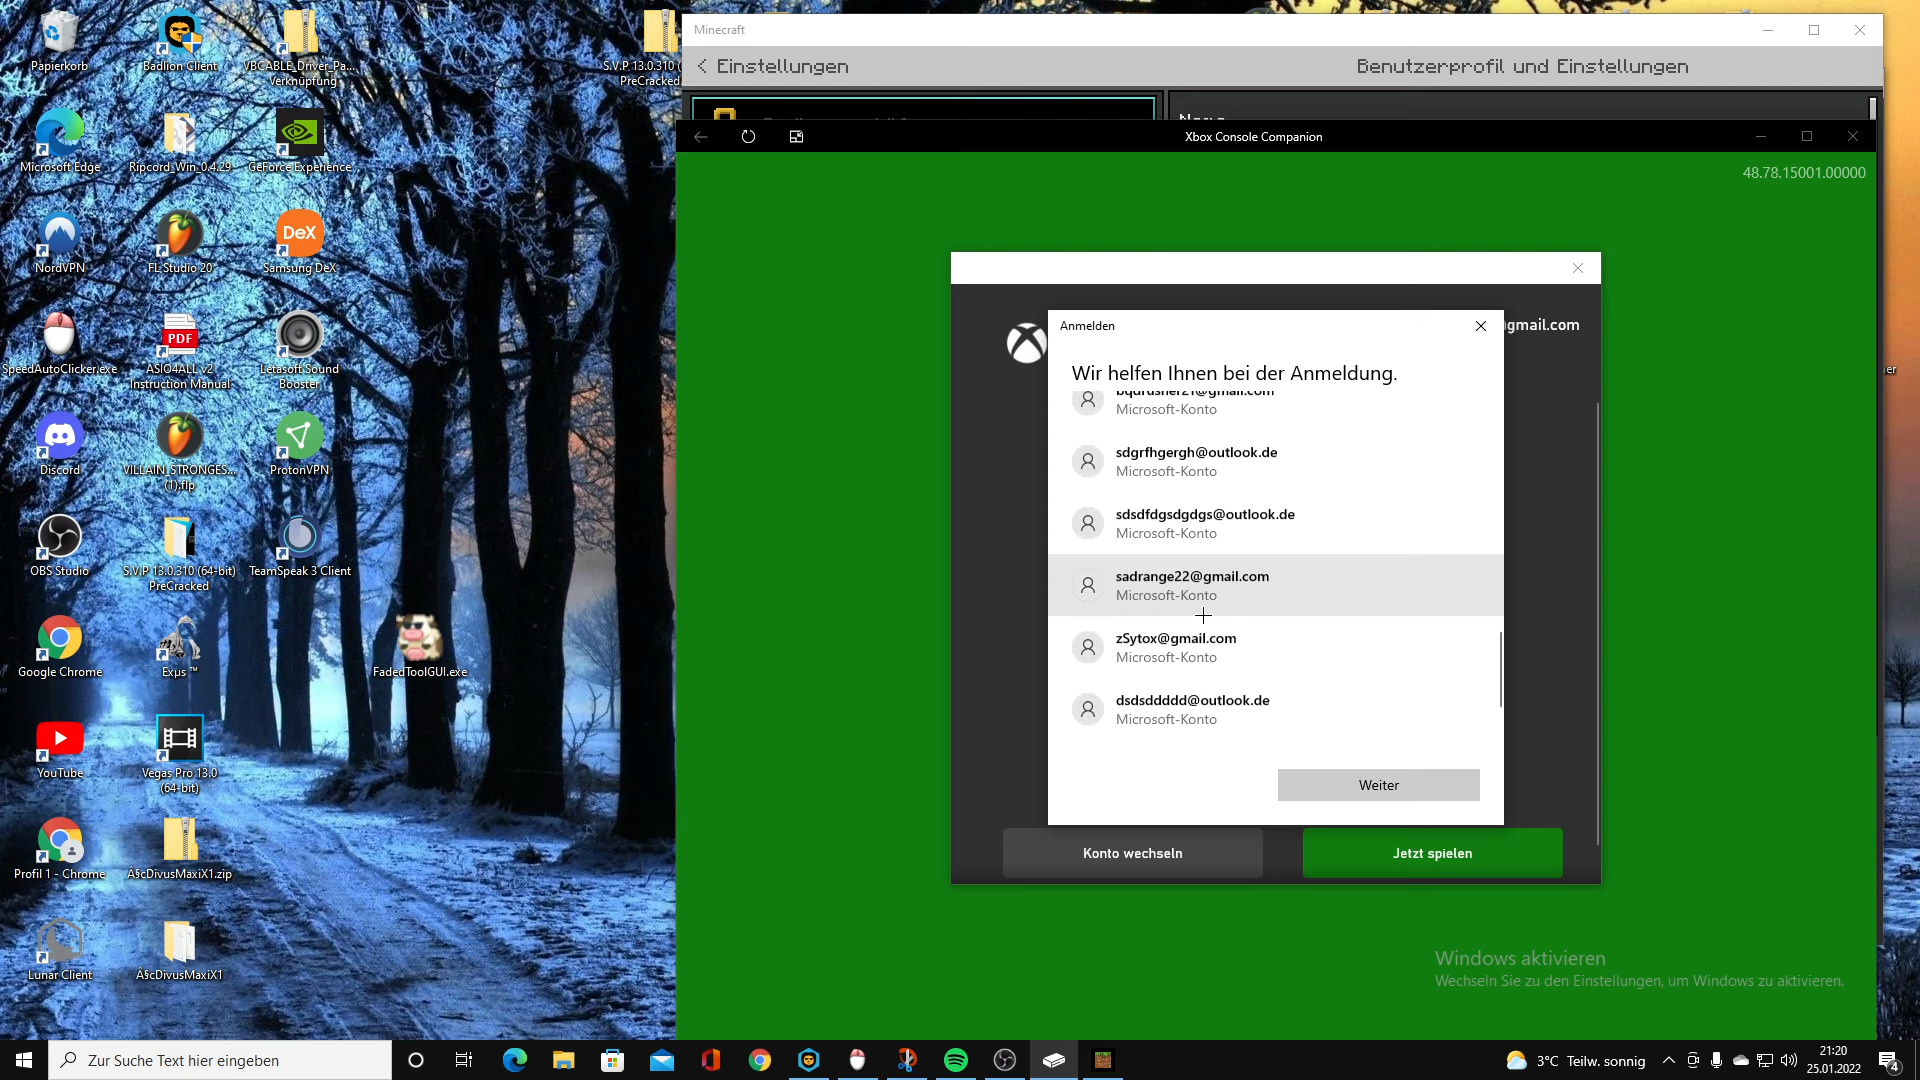 Papierkorb
Badlion Client
VBCABLE_Driver_Pa...
- Verknüpfung
S.V.P 13.0.310 (
PreCracked
Microsoft Edge
Ripcord_Win_0.4.29
GeForce Experience
NordVPN
FL Studio 20
DeX
Samsung DeX
SpeedAutoClicker.exe
PDF
ASIO4ALL v2
Instruction Manual
Letasoft Sound
Booster
Discord
VILLAIN_STRONGES...
(1).flp
ProtonVPN
OBS Studio
S.V.P 13.0.310 (64-bit)
PreCracked
TeamSpeak 3 Client
Google Chrome
Exµs ™
FadedToolGUI.exe
YouTube
Vegas Pro 13.0
(64-bit)
Profil 1 - Chrome
Â§cDivusMaxiX1.zip
Lunar Client
Â§cDivusMaxiX1
Minecraft
Einstellungen
Benutzerprofil und Einstellungen
Xbox Console Companion
48.78.15001.00000
gmail.com
Anmelden
Wir helfen Ihnen bei der Anmeldung.
Microsoft-Konto
sdgrfhgergh@outlook.de
Microsoft-Konto
sdsdfdgsdgdgs@outlook.de
Microsoft-Konto
sadrange22@gmail.com
Microsoft-Konto
zSytox@gmail.com
Microsoft-Konto
dsdsddddd@outlook.de
Microsoft-Konto
Weiter
Konto wechseln
Jetzt spielen
Windows aktivieren
Wechseln Sie zu den Einstellungen, um Windows zu aktivieren.
Zur Suche Text hier eingeben
3°C Teilw. sonnig
21:20
25.01.2022
4